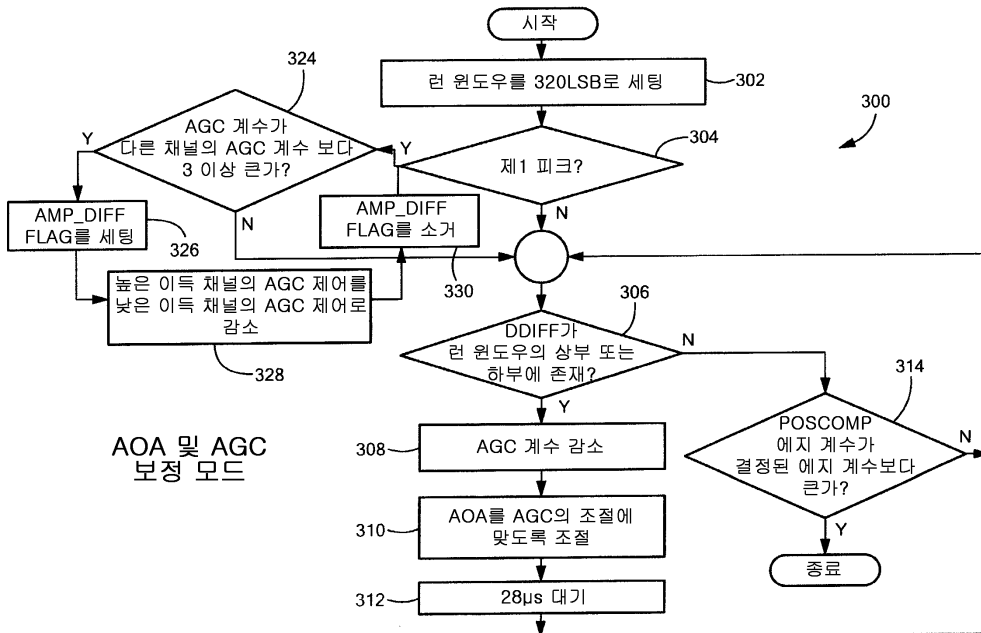 시작
런 윈도우를 320LSB로 세팅
302
300
304
제1 피크?
N
324
AGC 계수가
다른 채널의 AGC 계수 보다
3 이상 큰가?
Y
Y
N
AMP_DIFF
FLAG를 세팅
326
AMP_DIFF
FLAG를 소거
330
높은 이득 채널의 AGC 제어를
낮은 이득 채널의 AGC 제어로
감소
328
306
DDIFF가
런 윈도우의 상부 또는
하부에 존재?
N
Y
314
POSCOMP
에지 계수가
결정된 에지 계수보다
큰가?
N
Y
종료
AOA 및 AGC
보정 모드
308
AGC 계수 감소
310
AOA를 AGC의 조절에
맞도록 조절
312
28µs 대기